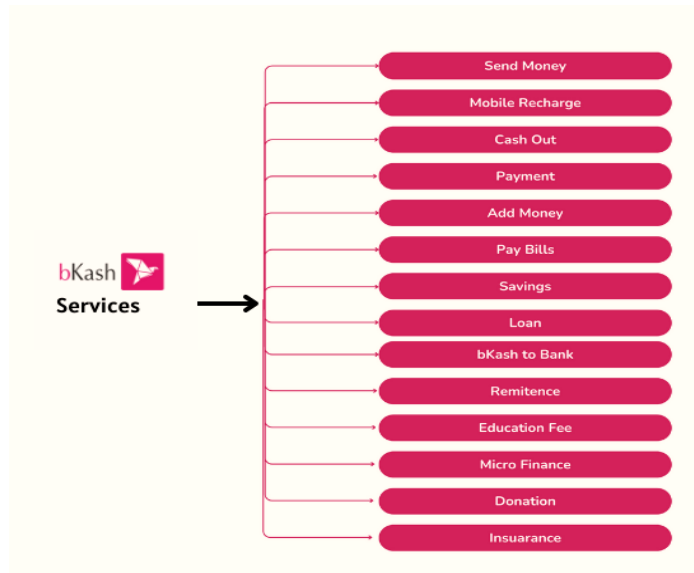 Send Money
Mobile Recharge
Cash Out
Payment
Add Money
Pay Bills
bKash
Services
Savings
Loan
bKash to Bank
Remitence
Education Fee
Micro Finance
Donation
Insuarance